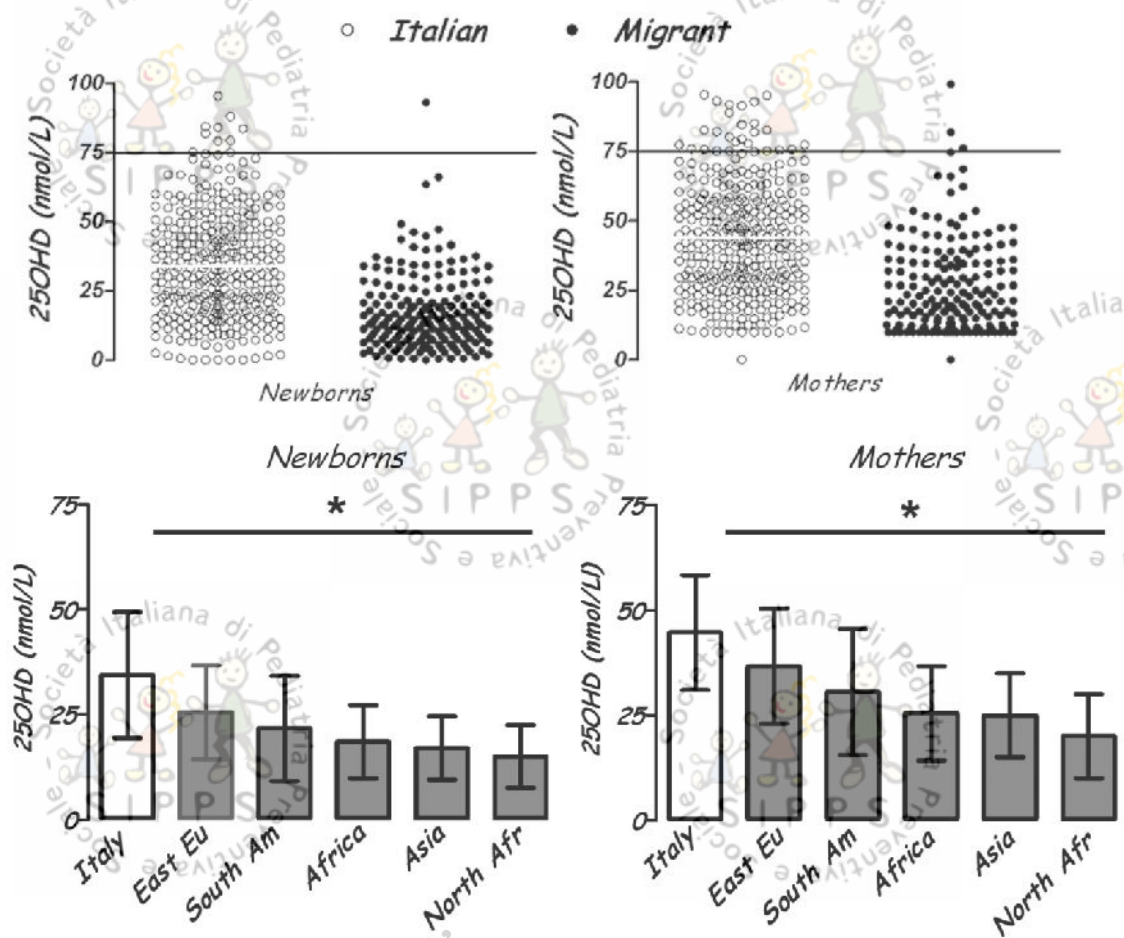 ○ Italian ● Migrant
25OHD (nmol/L)
100
75
50
25
0
Newborns
25OHD (nmol/L)
100
75
50
25
0
Mothers
Newborns
*
25OHD (nmol/L)
75
50
25
0
Italy
East Eu
South Am
Africa
Asia
North Afr
Mothers
*
25OHD (nmol/Ll)
75
50
25
0
Italy
East Eu
South Am
Africa
Asia
North Afr
Società Italiana di Pediatria Preventiva e Sociale -
SIPPS